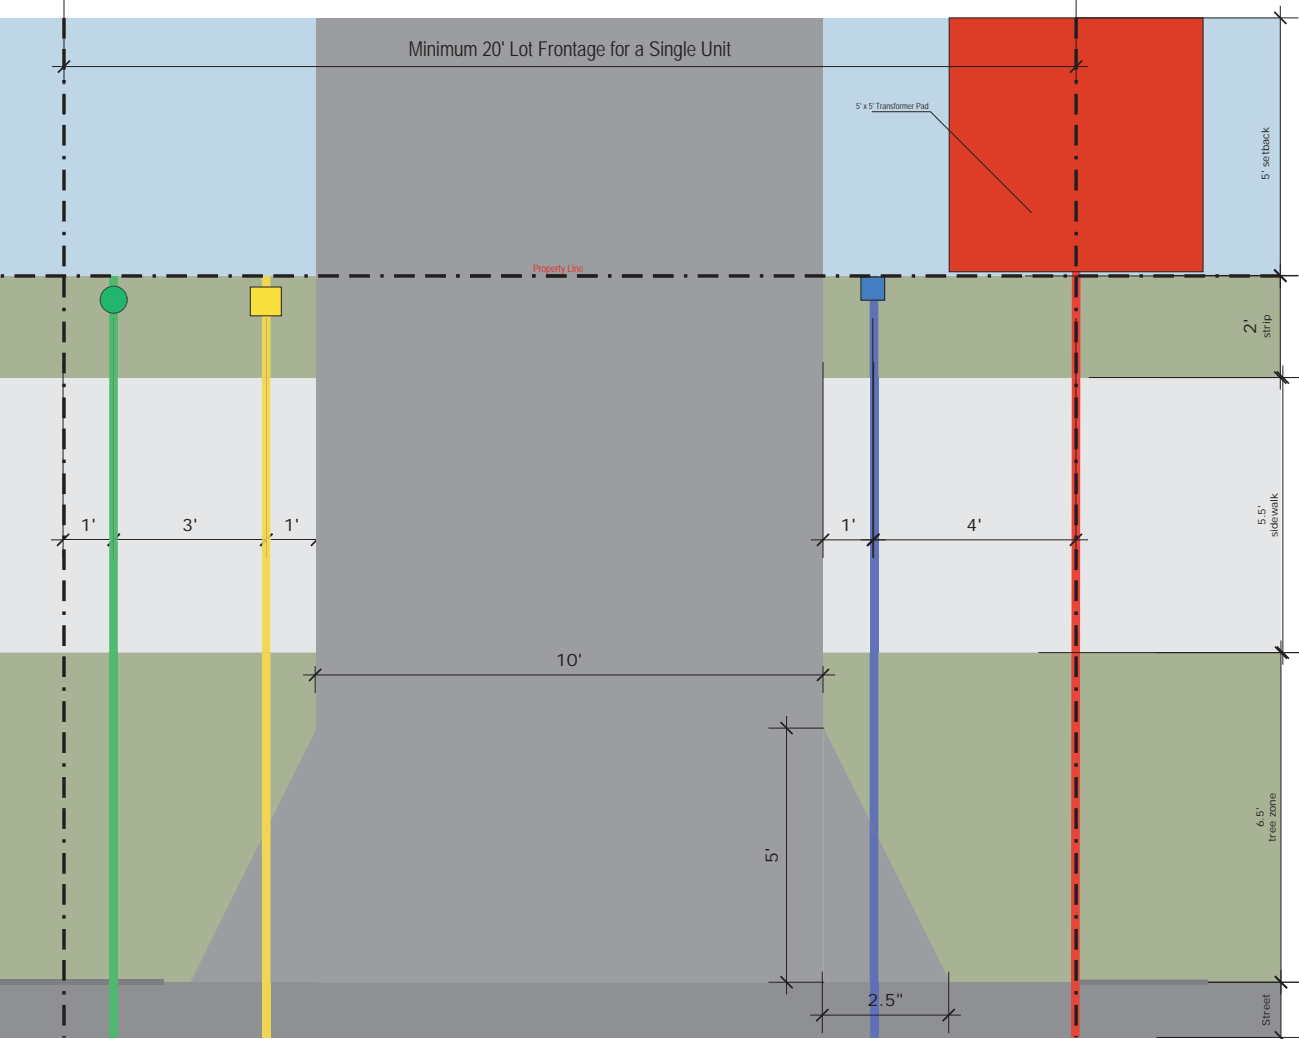 Minimum 20' Lot Frontage for a Single Unit
5' x 5' Transformer Pad
5' setback
Property Line
2'
strip
1'
3'
1'
1'
4'
5.5'
sidewalk
10'
5'
6.5'
tree zone
2.5"
Street